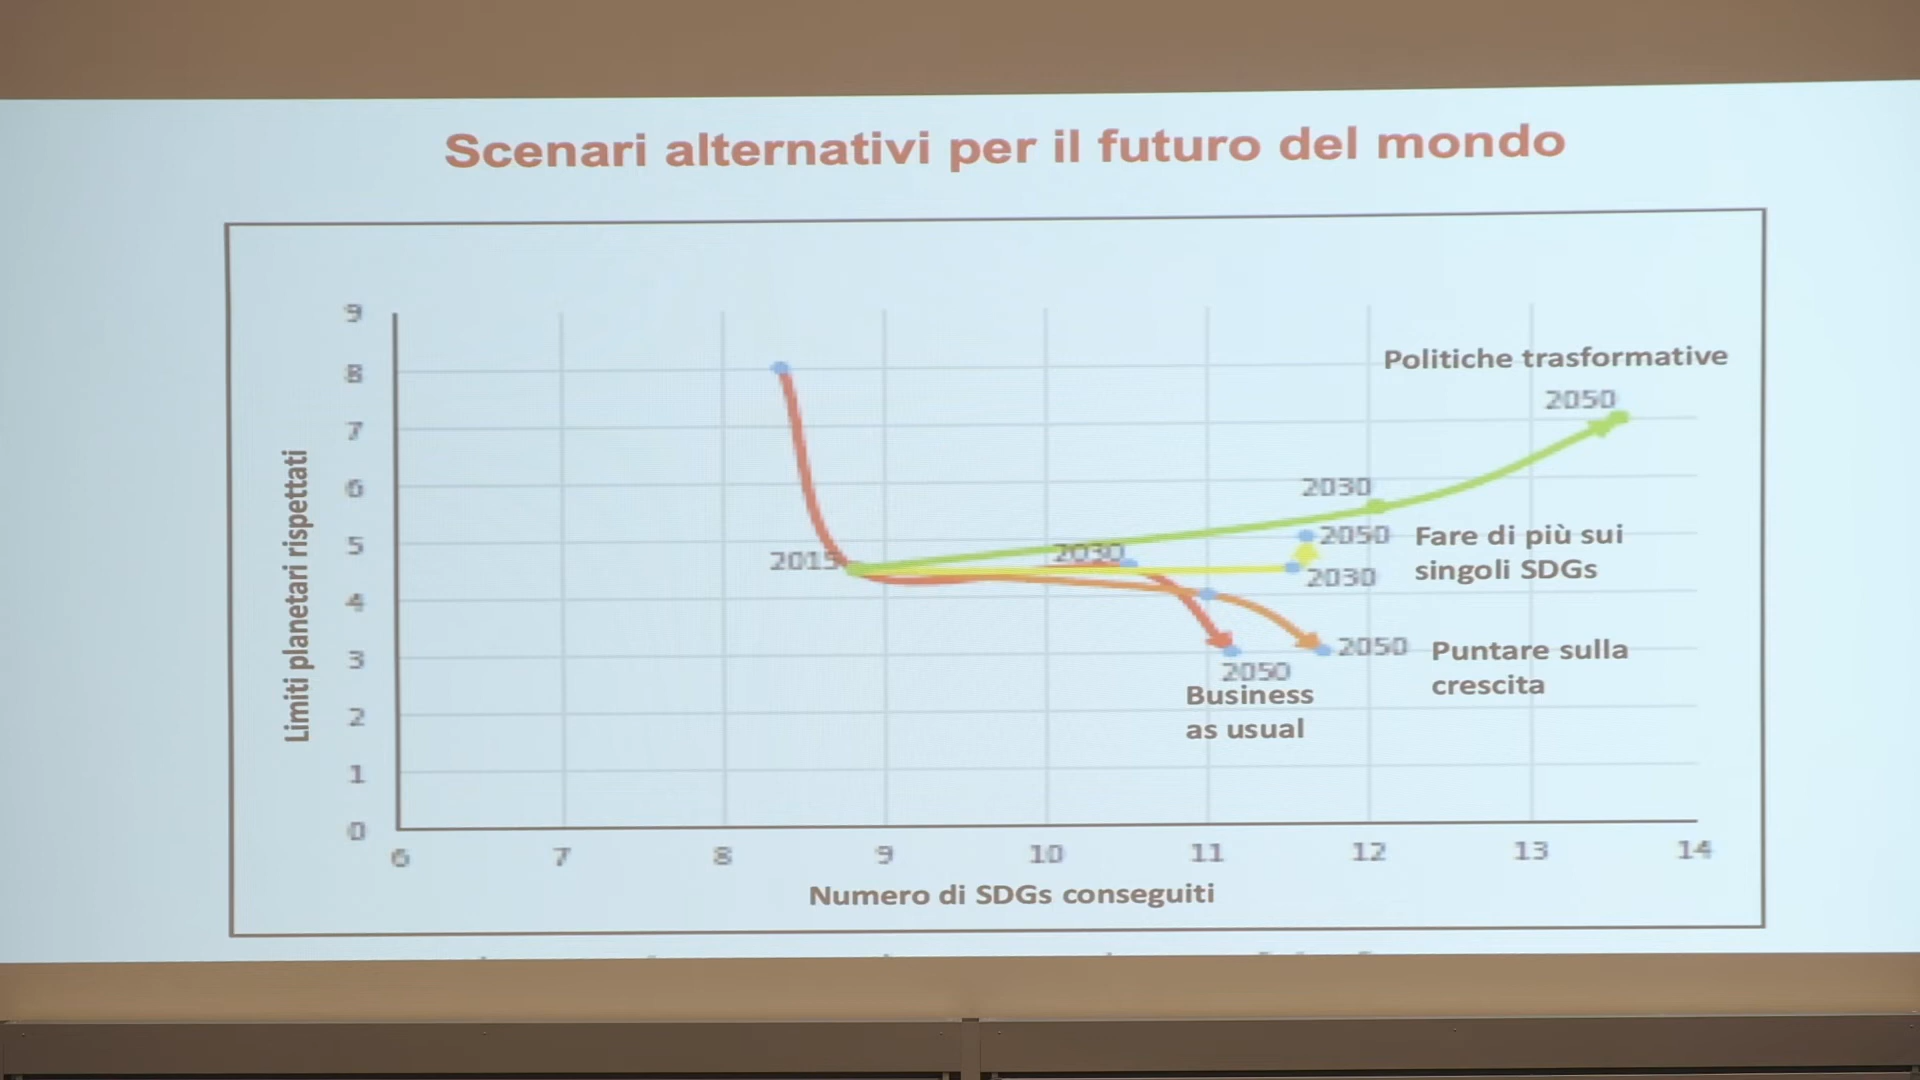 Scenari alternativi per il futuro del mondo
9
8
7
6
5
4
3
2
1
0
Limiti planetari rispettati
Politiche trasformative
2050
2030
2050
Fare di più sui
singoli SDGs
2015
2030
2030
2050
Puntare sulla
crescita
2050
Business
as usual
6 7 8 9 10 11 12 13 14
Numero di SDGs conseguiti